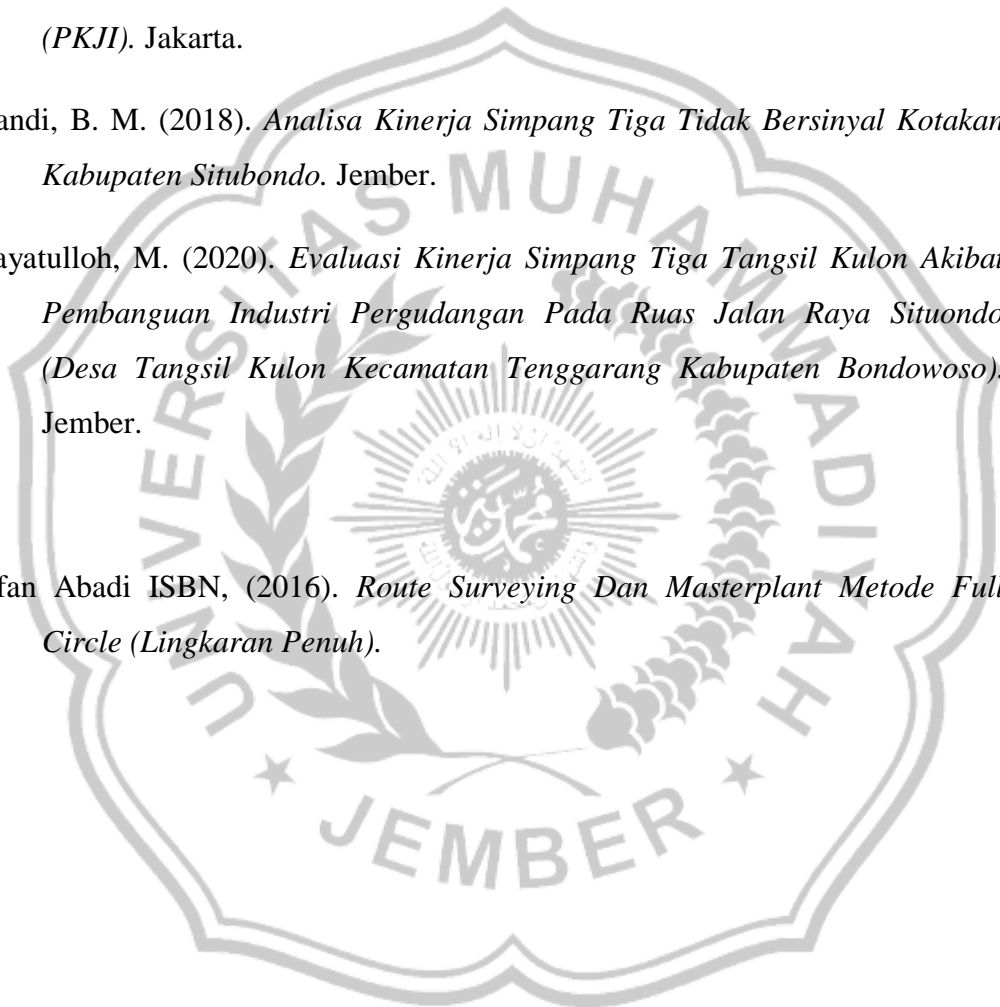 (PKJI). Jakarta.
andi, B. M. (2018). Analisa Kinerja Simpang Tiga Tidak Bersinyal Kotakan
Kabupaten Situbondo. Jember.
ayatulloh, M. (2020). Evaluasi Kinerja Simpang Tiga Tangsil Kulon Akibat
Pembanguan Industri Pergudangan Pada Ruas Jalan Raya Situondo
(Desa Tangsil Kulon Kecamatan Tenggarang Kabupaten Bondowoso).
Jember.
fan Abadi ISBN, (2016). Route Surveying Dan Masterplant Metode Full
Circle (Lingkaran Penuh).
UNIVERSITAS MUHAMMADIYAH
JEMBER